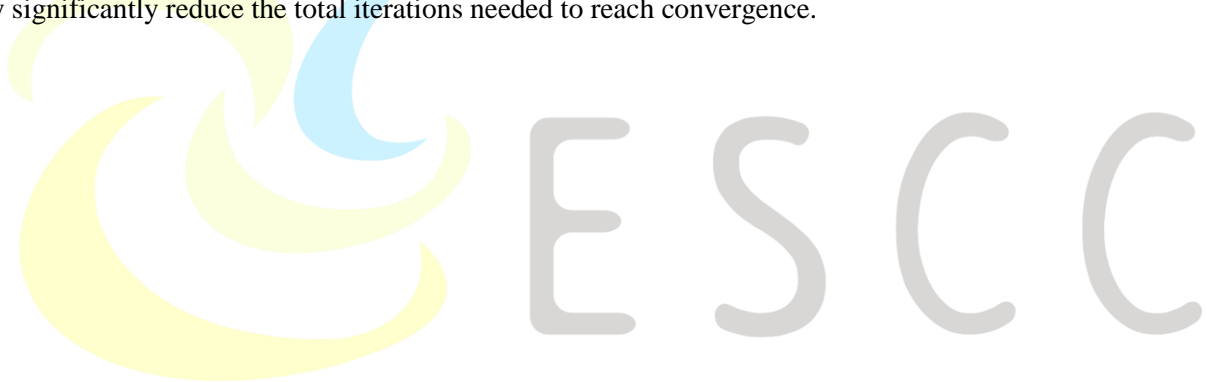 significantly reduce the total iterations needed to reach convergence.
ESCC